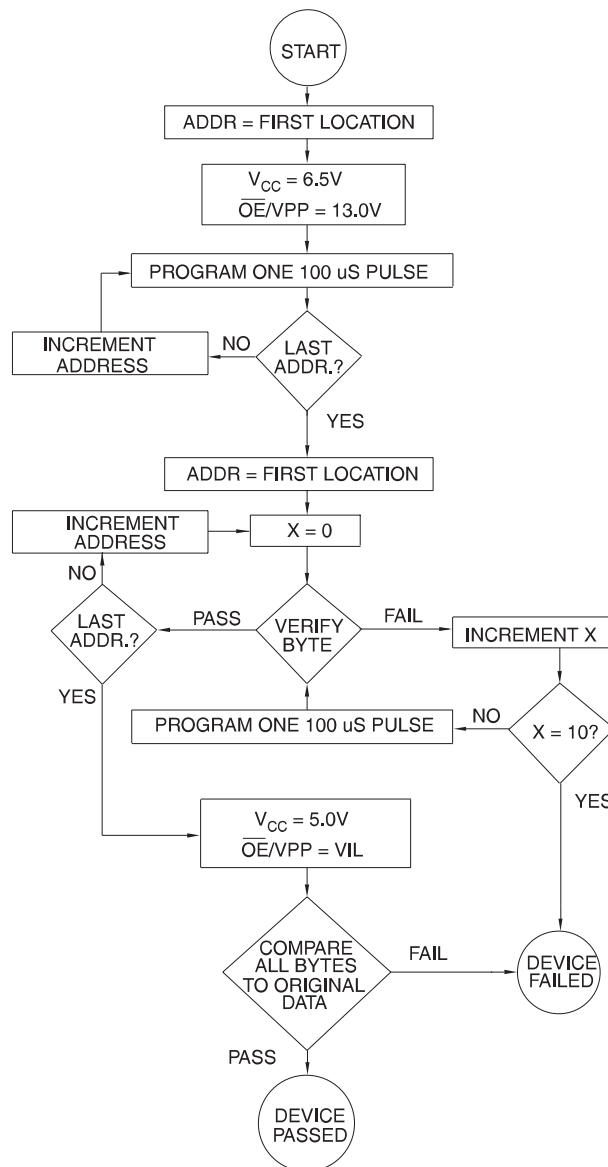 START
ADDR = FIRST LOCATION
VCC = 6.5V
OE/VPP = 13.0V
PROGRAM ONE 100 uS PULSE
INCREMENT
ADDRESS
NO
LAST
ADDR.?
YES
ADDR = FIRST LOCATION
INCREMENT
ADDRESS
X = 0
NO
LAST
ADDR.?
PASS
VERIFY
BYTE
FAIL
INCREMENT X
YES
PROGRAM ONE 100 uS PULSE
NO
X = 10?
YES
VCC = 5.0V
OE/VPP = VIL
COMPARE
ALL BYTES
TO ORIGINAL
DATA
FAIL
DEVICE
FAILED
PASS
DEVICE
PASSED